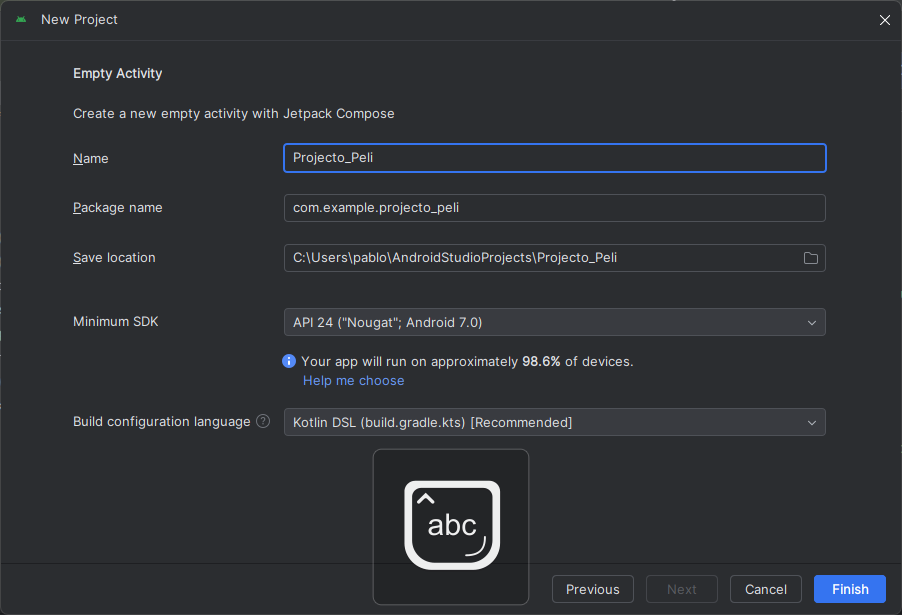 New Project
Empty Activity
Create a new empty activity with Jetpack Compose
Name Projecto_Peli
Package name com.example.projecto_peli
Save location C:\Users\pablo\AndroidStudioProjects\Projecto_Peli
Minimum SDK API 24 ("Nougat"; Android 7.0)
Your app will run on approximately 98.6% of devices.
Help me choose
Build configuration language ? Kotlin DSL (build.gradle.kts) [Recommended]
abc
Previous Next Cancel Finish